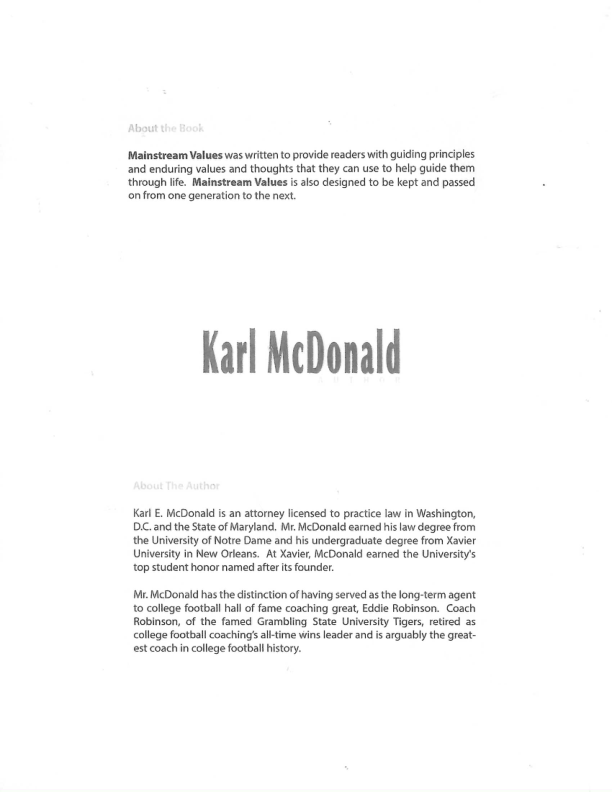 About the Book
Mainstream Values was written to provide readers with guiding principles
and enduring values and thoughts that they can use to help guide them
through life.  Mainstream Values is also designed to be kept and passed
on from one generation to the next.
Karl McDonald
AUTHOR
About The Author
Karl E. McDonald is an attorney licensed to practice law in Washington,
D.C. and the State of Maryland.  Mr. McDonald earned his law degree from
the University of Notre Dame and his undergraduate degree from Xavier
University in New Orleans.  At Xavier, McDonald earned the University's
top student honor named after its founder.
Mr. McDonald has the distinction of having served as the long-term agent
to college football hall of fame coaching great, Eddie Robinson.  Coach
Robinson, of the famed Grambling State University Tigers, retired as
college football coaching's all-time wins leader and is arguably the great-
est coach in college football history.